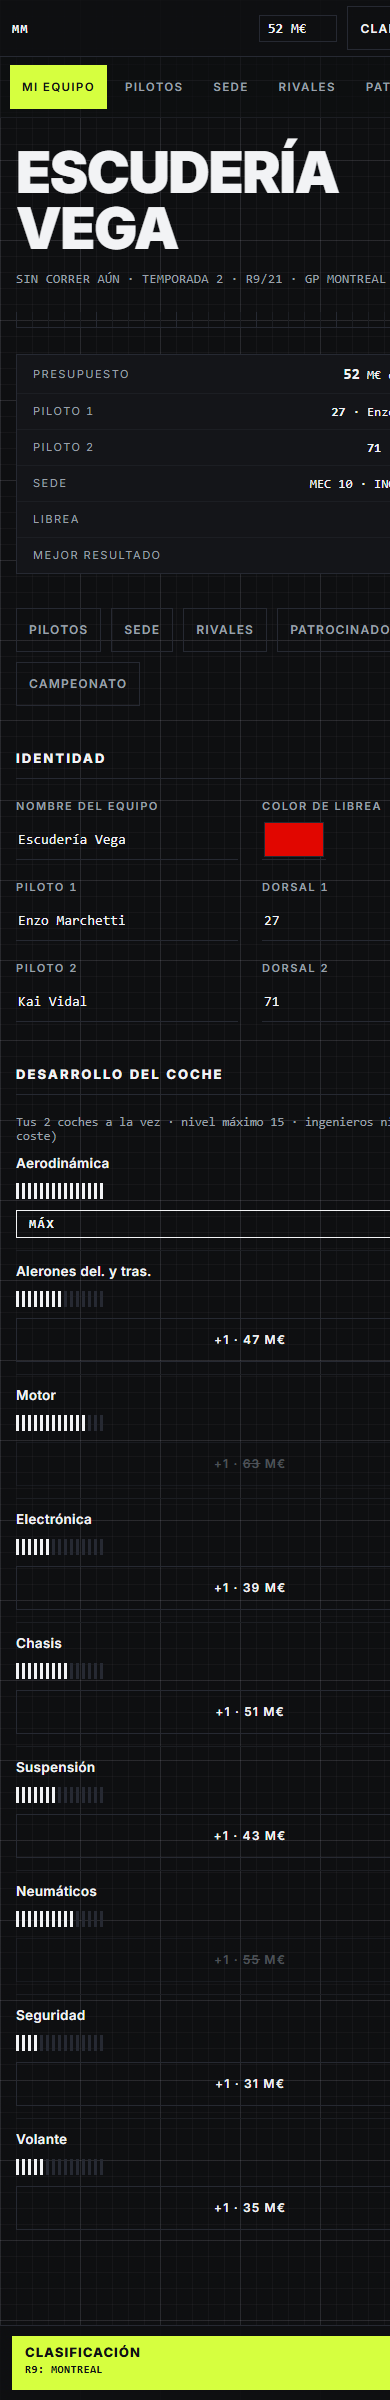 MM
52 M€
MI EQUIPO PILOTOS SEDE RIVALES
ESCUDERÍA
VEGA
SIN CORRER AÚN · TEMPORADA 2 · R9/21 · GP MONTREAL
PRESUPUESTO 52 M€
PILOTO 1 27 ·
PILOTO 2 71
SEDE MEC 10 ·
LIBREA
MEJOR RESULTADO
PILOTOS SEDE RIVALES
CAMPEONATO
IDENTIDAD
NOMBRE DEL EQUIPO COLOR DE LIBREA
Escudería Vega
PILOTO 1 DORSAL 1
Enzo Marchetti 27
PILOTO 2 DORSAL 2
Kai Vidal 71
DESARROLLO DEL COCHE
Tus 2 coches a la vez · nivel máximo 15 · ingenieros
coste)
Aerodinámica
MÁX
Alerones del. y tras.
+1 · 47 M€
Motor
+1 · 63 M€
Electrónica
+1 · 39 M€
Chasis
+1 · 51 M€
Suspensión
+1 · 43 M€
Neumáticos
+1 · 55 M€
Seguridad
+1 · 31 M€
Volante
+1 · 35 M€
CLASIFICACIÓN
R9: MONTREAL